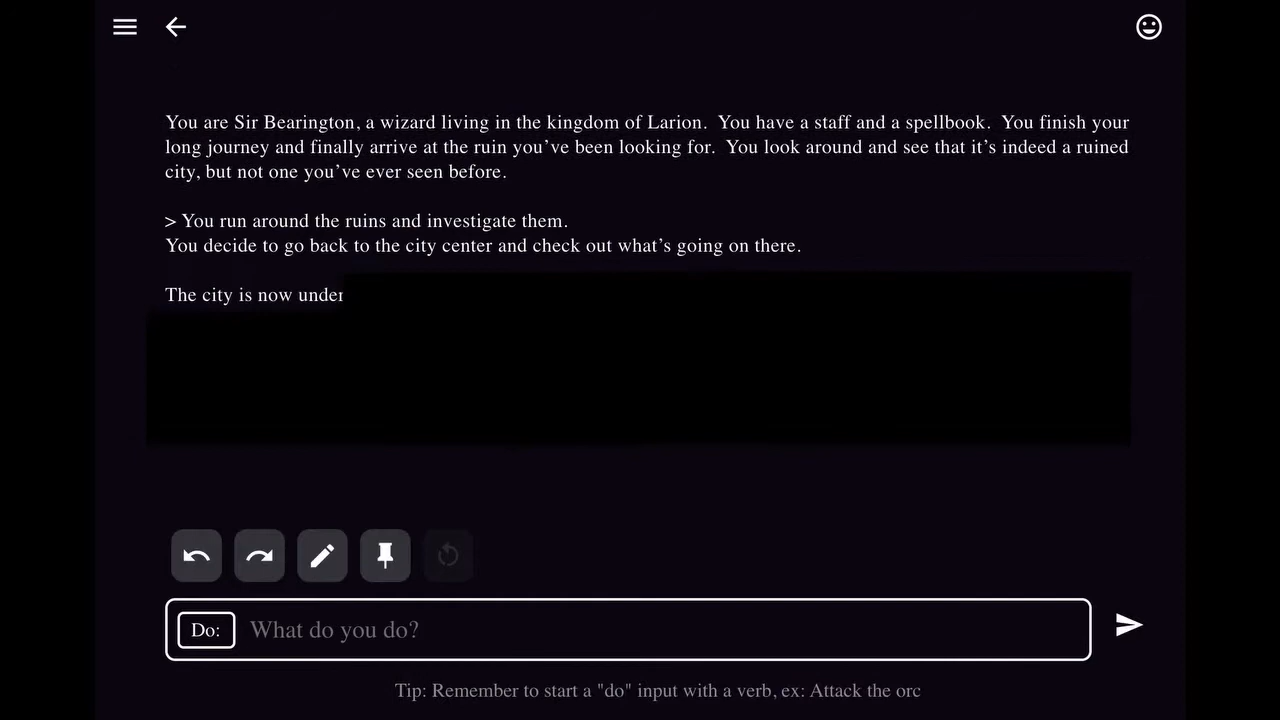 You are Sir Bearington, a wizard living in the kingdom of Larion.  You have a staff and a spellbook.  You finish your
long journey and finally arrive at the ruin you’ve been looking for.  You look around and see that it’s indeed a ruined
city, but not one you’ve ever seen before.
> You run around the ruins and investigate them.
You decide to go back to the city center and check out what’s going on there.
The city is now under
Do: What do you do?
Tip: Remember to start a "do" input with a verb, ex: Attack the orc